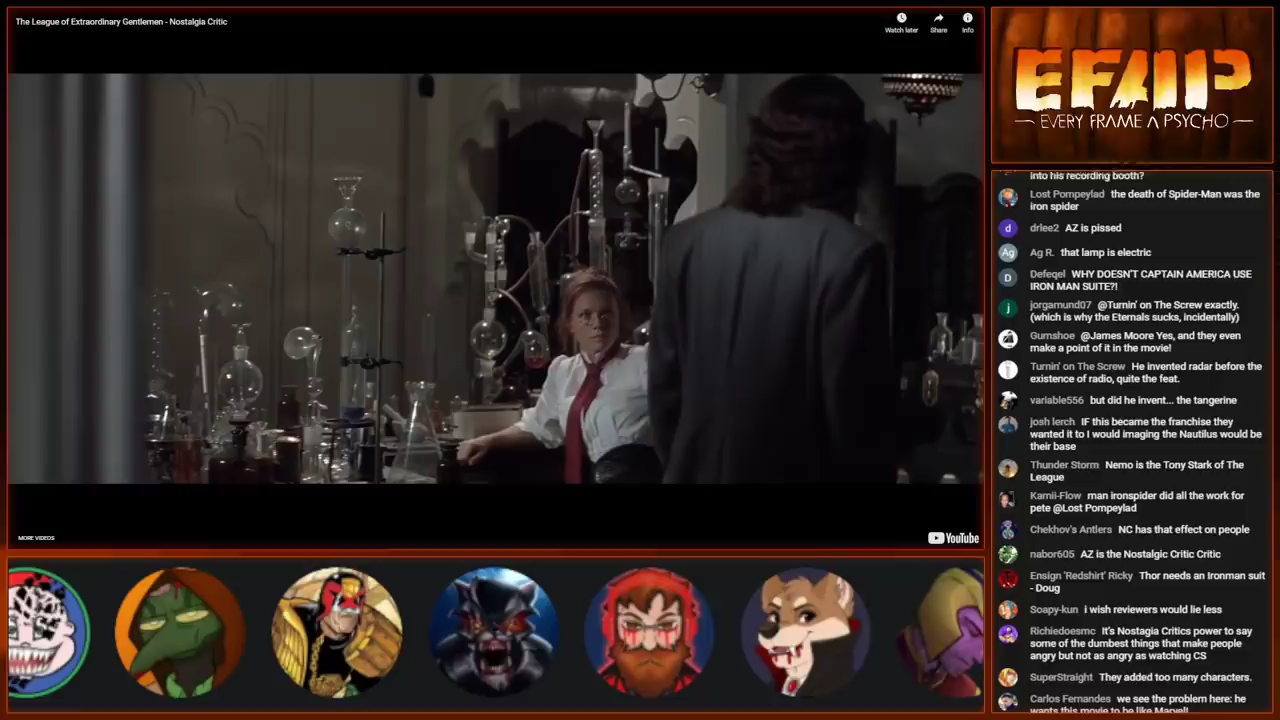 The League of Extraordinary Gentlemen - Nostalgia Critic
Watch later
Share
Info
MORE VIDEOS
YouTube
EFAP
EVERY FRAME A PSYCHO
into his recording booth?
Lost Pompeylad the death of Spider-Man was the
iron spider
d
drlee2 AZ is pissed
Ag
Ag R. that lamp is electric
D
Defeqel WHY DOESN'T CAPTAIN AMERICA USE
IRON MAN SUITE?!
j
jorgamund07 @Turnin' on The Screw exactly.
(which is why the Eternals sucks, incidentally)
Gumshoe @James Moore Yes, and they even
make a point of it in the movie!
Turnin' on The Screw He invented radar before the
existence of radio, quite the feat.
variable556 but did he invent... the tangerine
josh lerch IF this became the franchise they
wanted it to I would imaging the Nautilus would be
their base
Thunder Storm Nemo is the Tony Stark of The
League
Kamii-Flow man ironspider did all the work for
pete @Lost Pompeylad
Chekhov's Antlers NC has that effect on people
nabor605 AZ is the Nostalgic Critic Critic
Ensign 'Redshirt' Ricky Thor needs an Ironman suit
- Doug
Soapy-kun i wish reviewers would lie less
Richiedoesmc It's Nostagia Critics power to say
some of the dumbest things that make people
angry but not as angry as watching CS
SuperStraight They added too many characters.
Carlos Fernandes we see the problem here: he
wants this movie to be like Marvel!